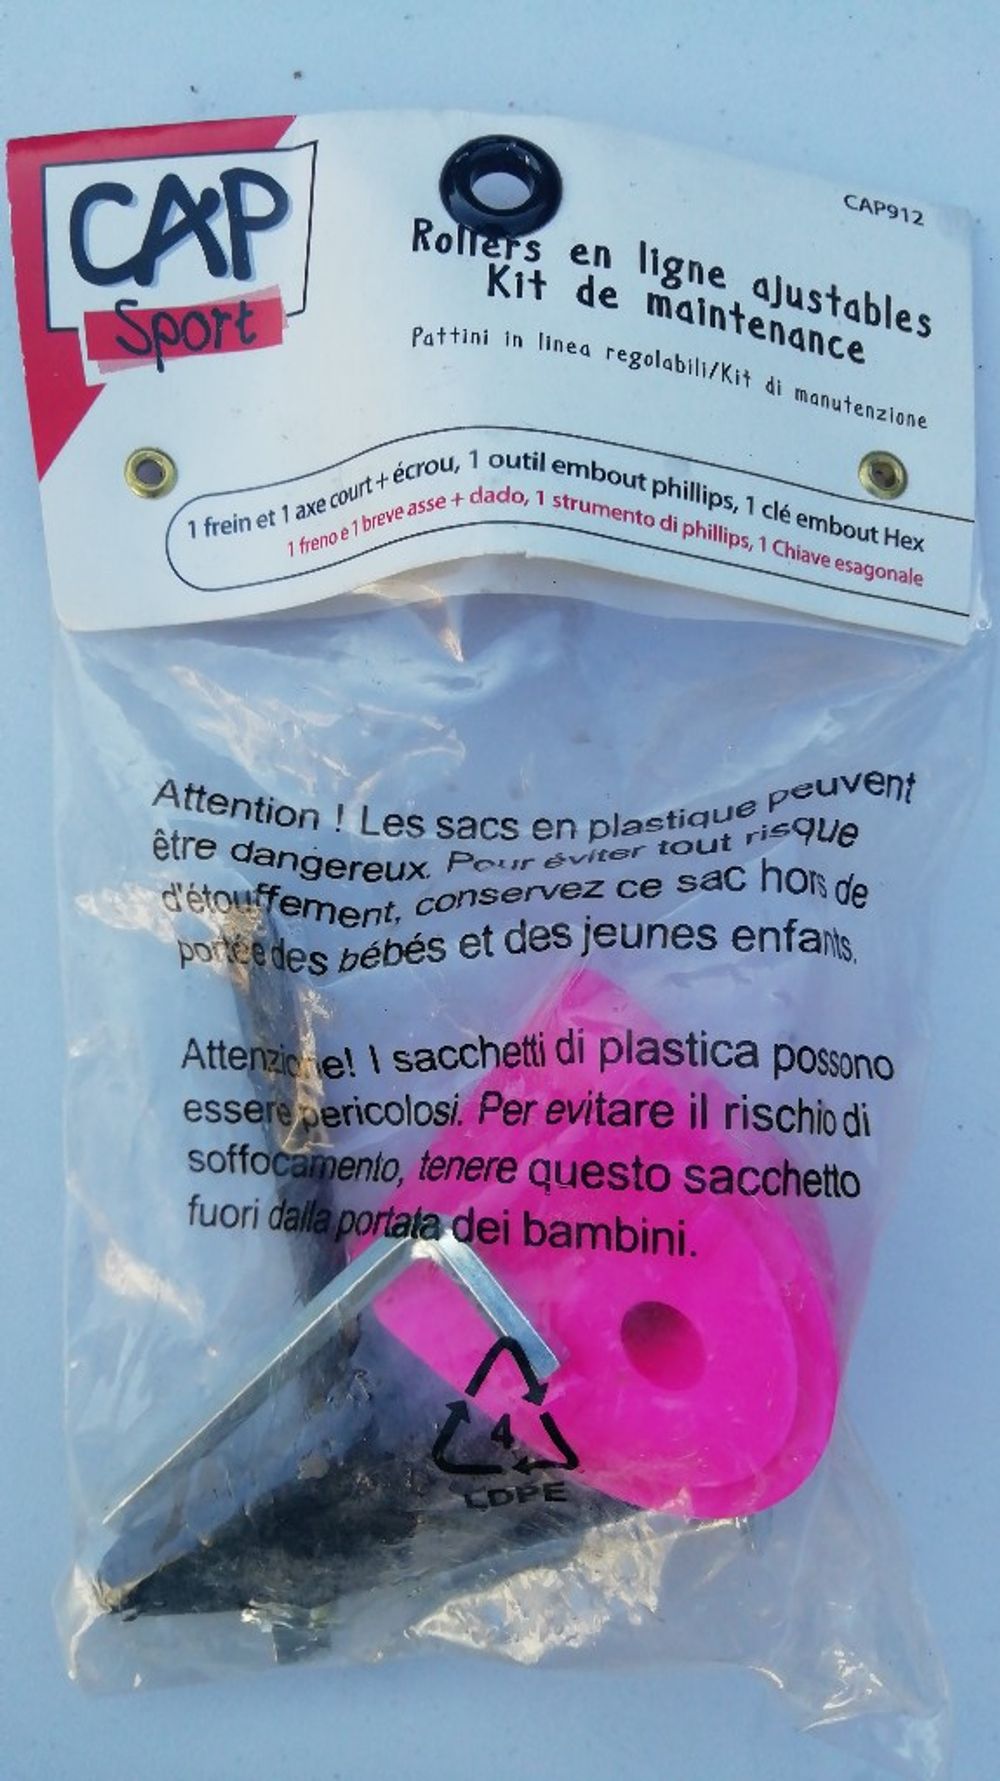 CAP
Sport
CAP912
Rollers en ligne ajustables
Kit de maintenance
Pattini in linea regolabili/Kit di manutenzione
1 frein et 1 axe court + écrou, 1 outil embout phillips, 1 clé embout Hex
1 freno e 1 breve asse + dado, 1 strumento di phillips, 1 Chiave esagonale
Attention ! Les sacs en plastique peuvent
être dangereux. Pour éviter tout risque
d'étouffement, conservez ce sac hors de
portée des bébés et des jeunes enfants.
Attenzione! I sacchetti di plastica possono
essere pericolosi. Per evitare il rischio di
soffocamento, tenere questo sacchetto
fuori dalla portata dei bambini.
4
LDPE